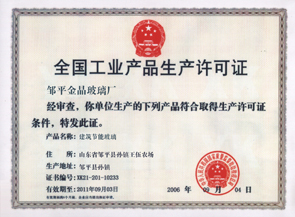 全国工业产品生产许可证
邹平金晶玻璃厂
经审查，你单位生产的下列产品符合取得生产许可证
条件，特发此证。
产品名称：建筑节能玻璃
住 所：山东省邹平县孙镇王伍农场
生产地址：邹平县孙镇
证书编号：XK21-201-10233
有效期至：2011年09月03日
2006 年 09 月 04 日